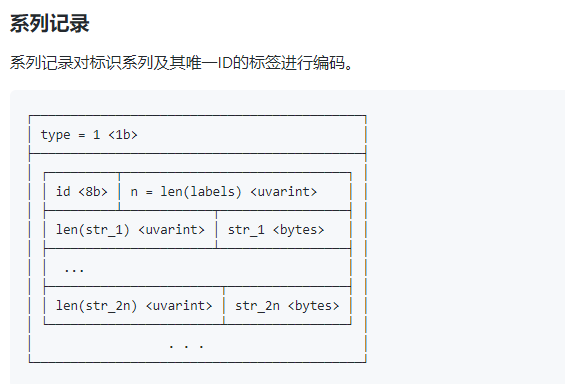 系列记录
系列记录对标识系列及其唯一ID的标签进行编码。
type = 1 <1b>
id <8b> n = len(labels) <uvarint>
len(str_1) <uvarint> str_1 <bytes>
...
len(str_2n) <uvarint> str_2n <bytes>
. . .